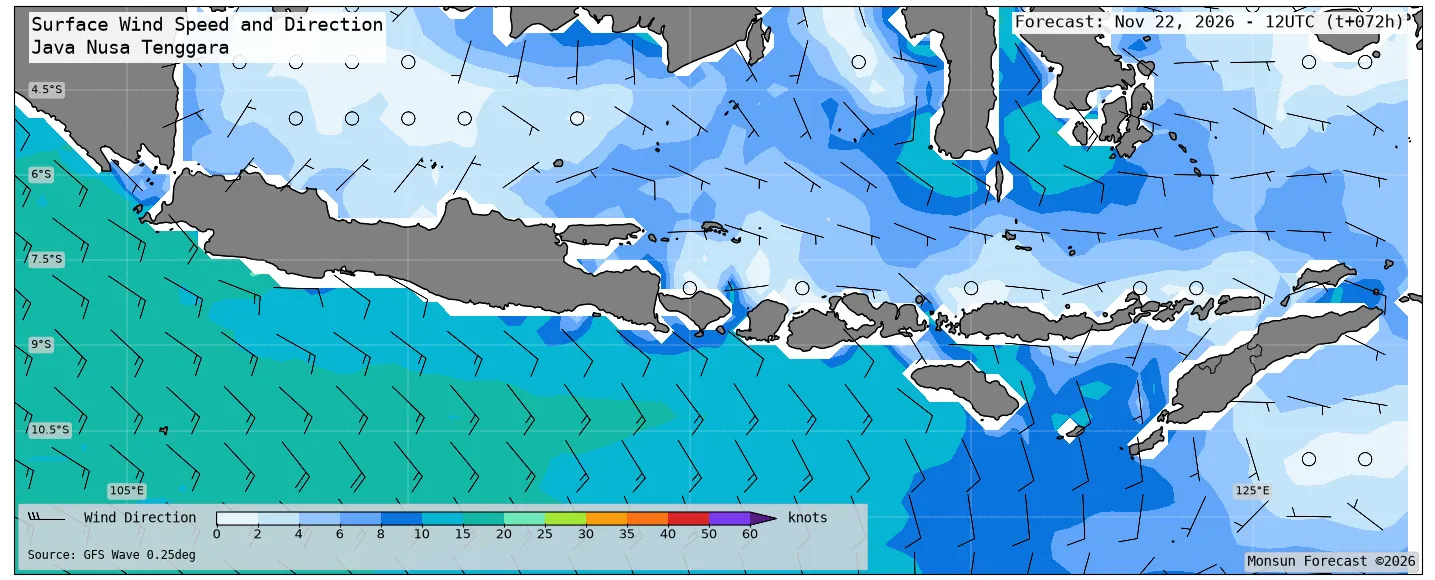 Surface Wind Speed and Direction
Java Nusa Tenggara
Forecast: Nov 22, 2026 - 12UTC (t+072h)
4.5°S
6°S
7.5°S
9°S
10.5°S
105°E
125°E
Wind Direction
0 2 4 6 8 10 15 20 25 30 35 40 50 60 knots
Source: GFS Wave 0.25deg
Monsun Forecast ©2026